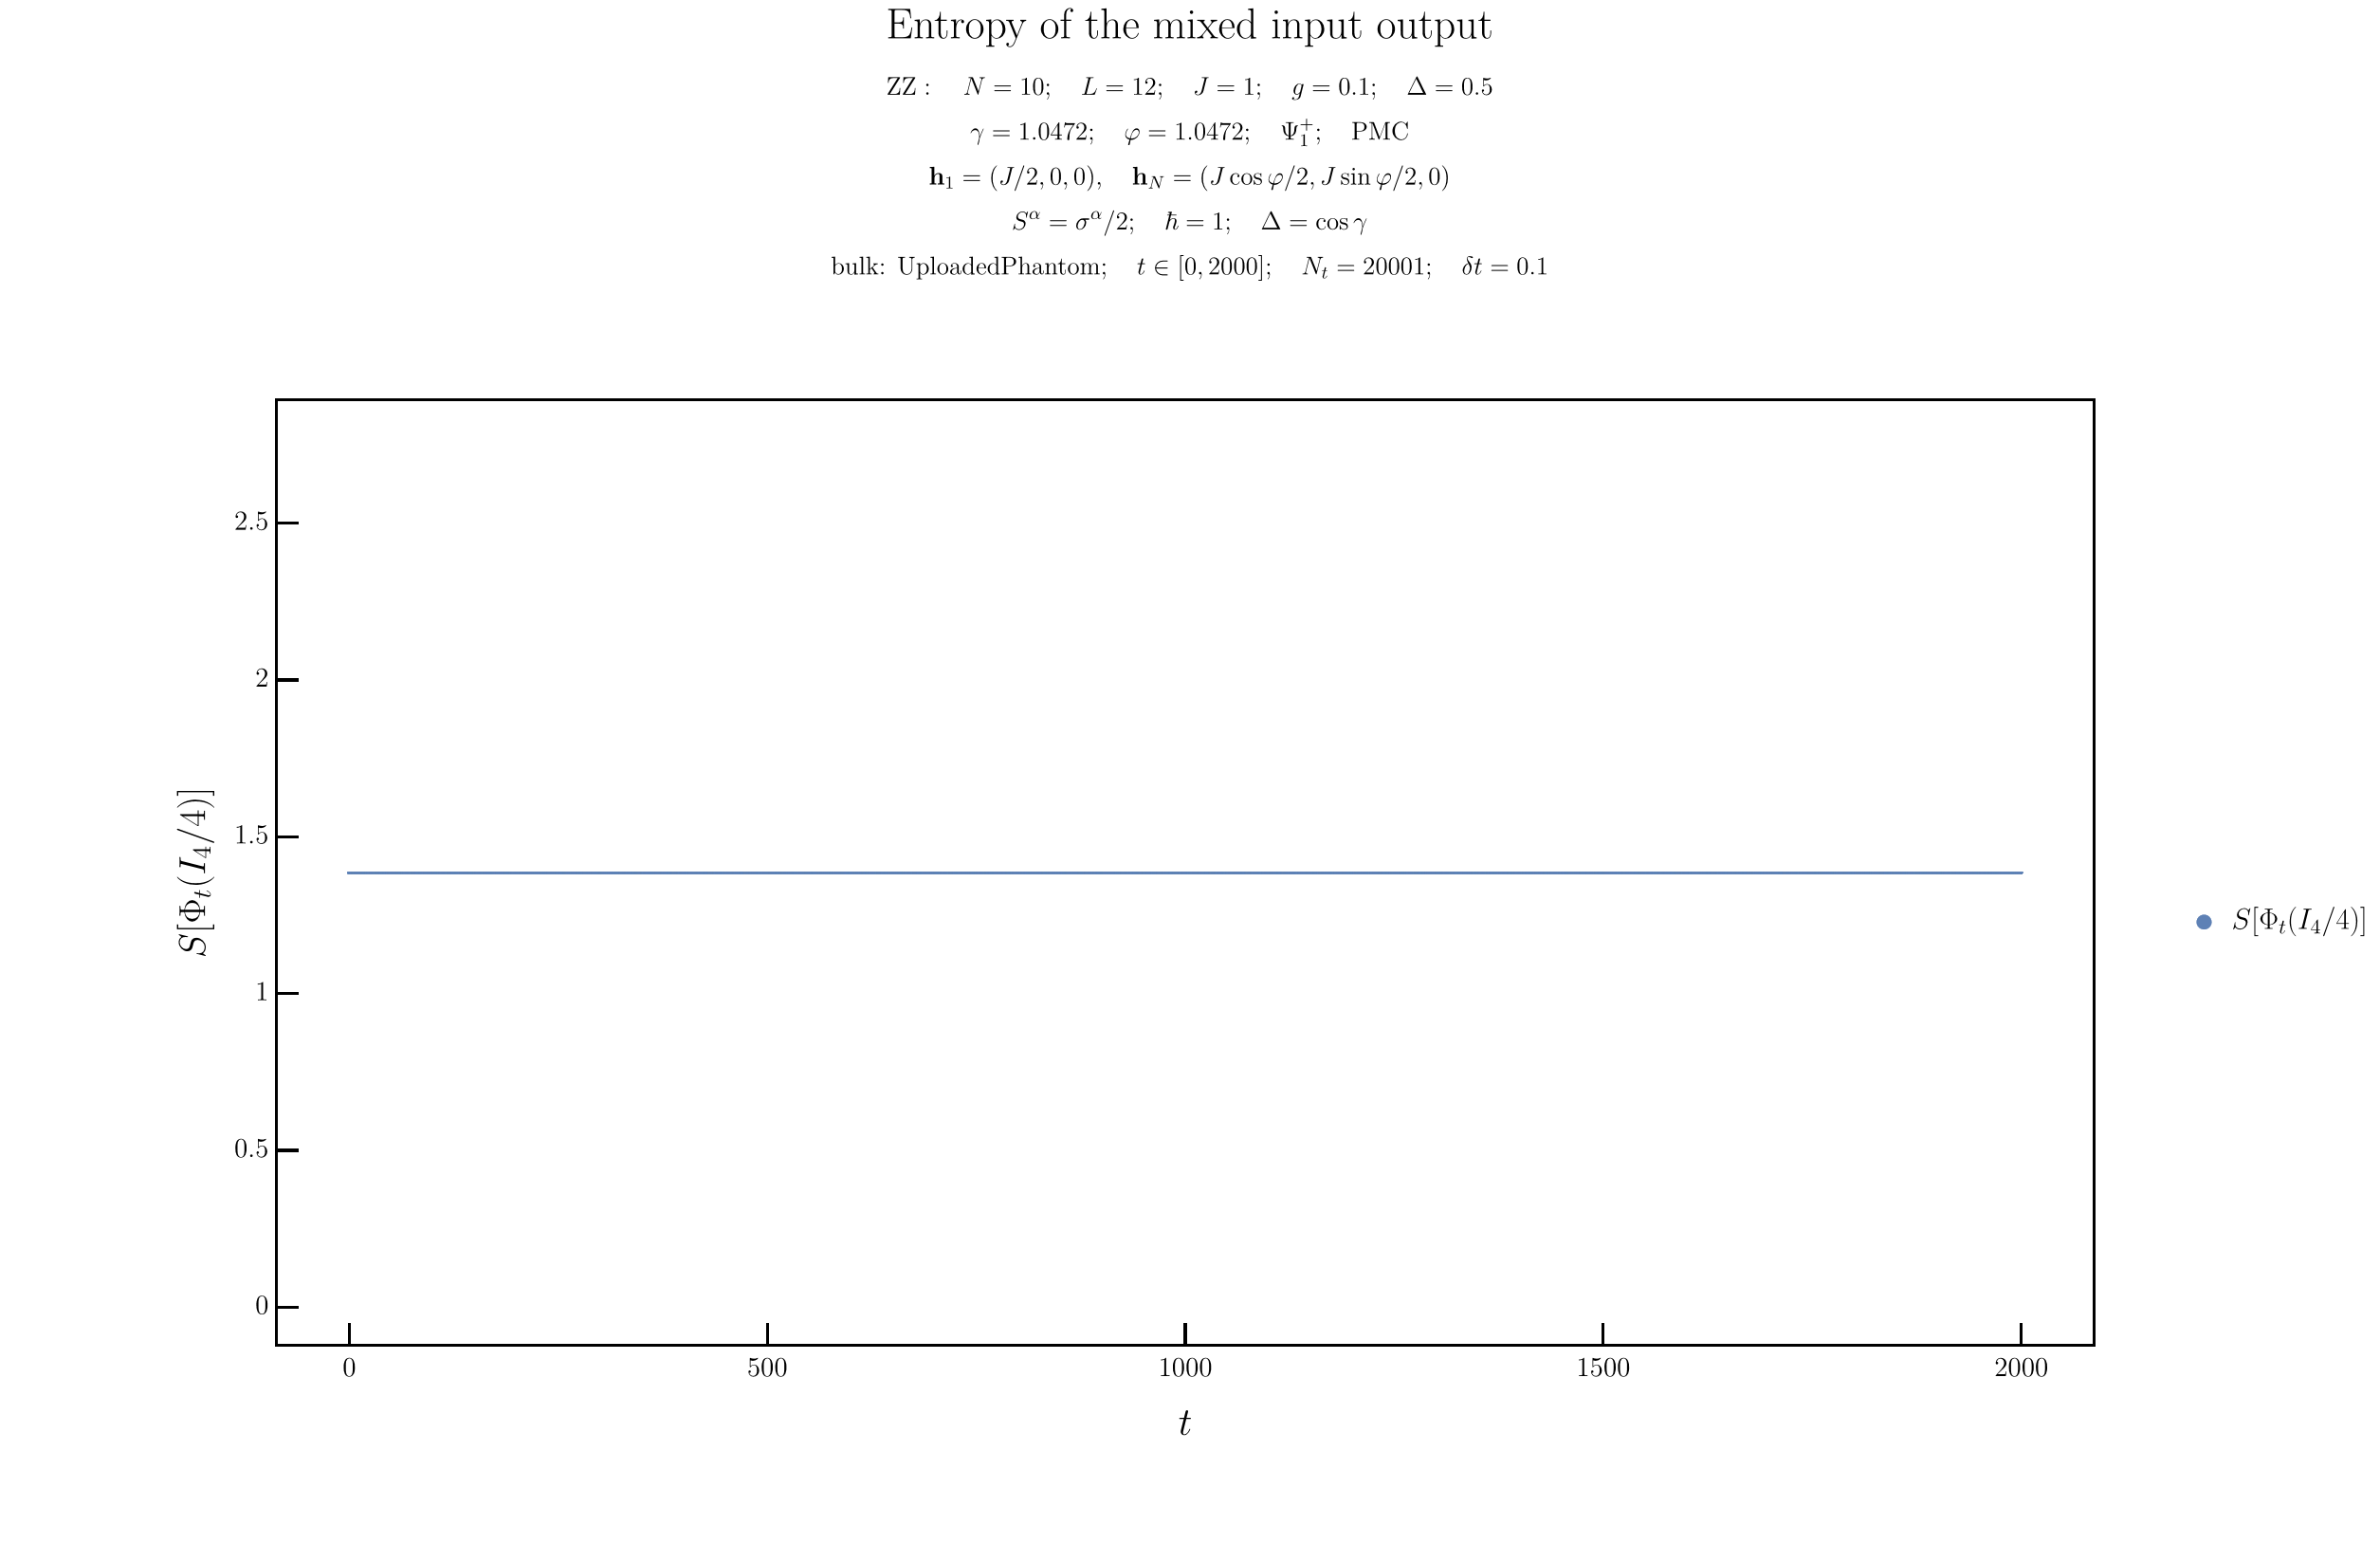 Entropy of the mixed input output
ZZ : N = 10; L = 12; J = 1; g = 0.1; Δ = 0.5
γ = 1.0472; φ = 1.0472; Ψ₁⁺; PMC
h₁ = (J/2, 0, 0), h_N = (J cos φ/2, J sin φ/2, 0)
S^α = σ^α/2; ħ = 1; Δ = cos γ
bulk: UploadedPhantom; t ∈ [0, 2000]; N_t = 20001; δt = 0.1
2.5
2
1.5
1
0.5
0
S[Φ_t(I₄/4)]
S[Φ_t(I₄/4)]
0 500 1000 1500 2000
t